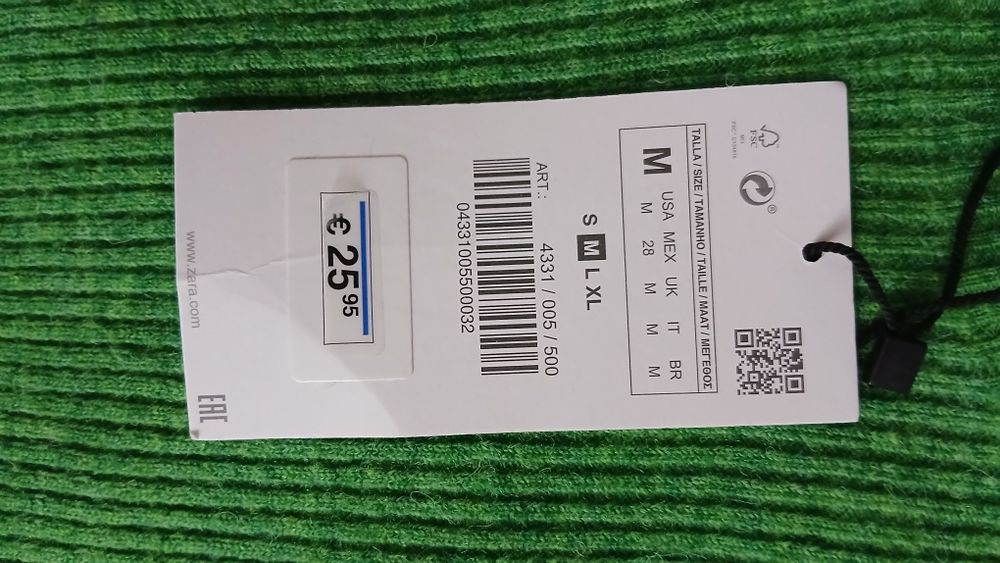 FSC
TALLA / SIZE / TAMANHO / TAILLE / MAAT / ΜΕΓΕΘΟΣ
M USA MEX UK IT BR
M 28 M M M
S M L XL
ART.: 4331 / 005 / 500
04331005500032
€ 25 95
www.zara.com
EAC